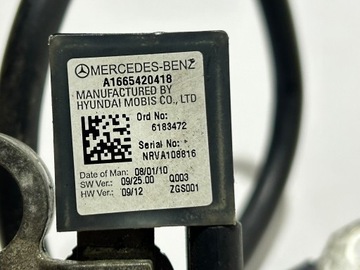 MERCEDES-BENZ
A1665420418
MANUFACTURED BY
HYUNDAI MOBIS CO., LTD
Ord No:
6183472
Serial No:
NRVA108816
Date of Man: 08/01/10
SW Ver.: 09/25.00 Q003
HW Ver.: 09/12 ZGS001